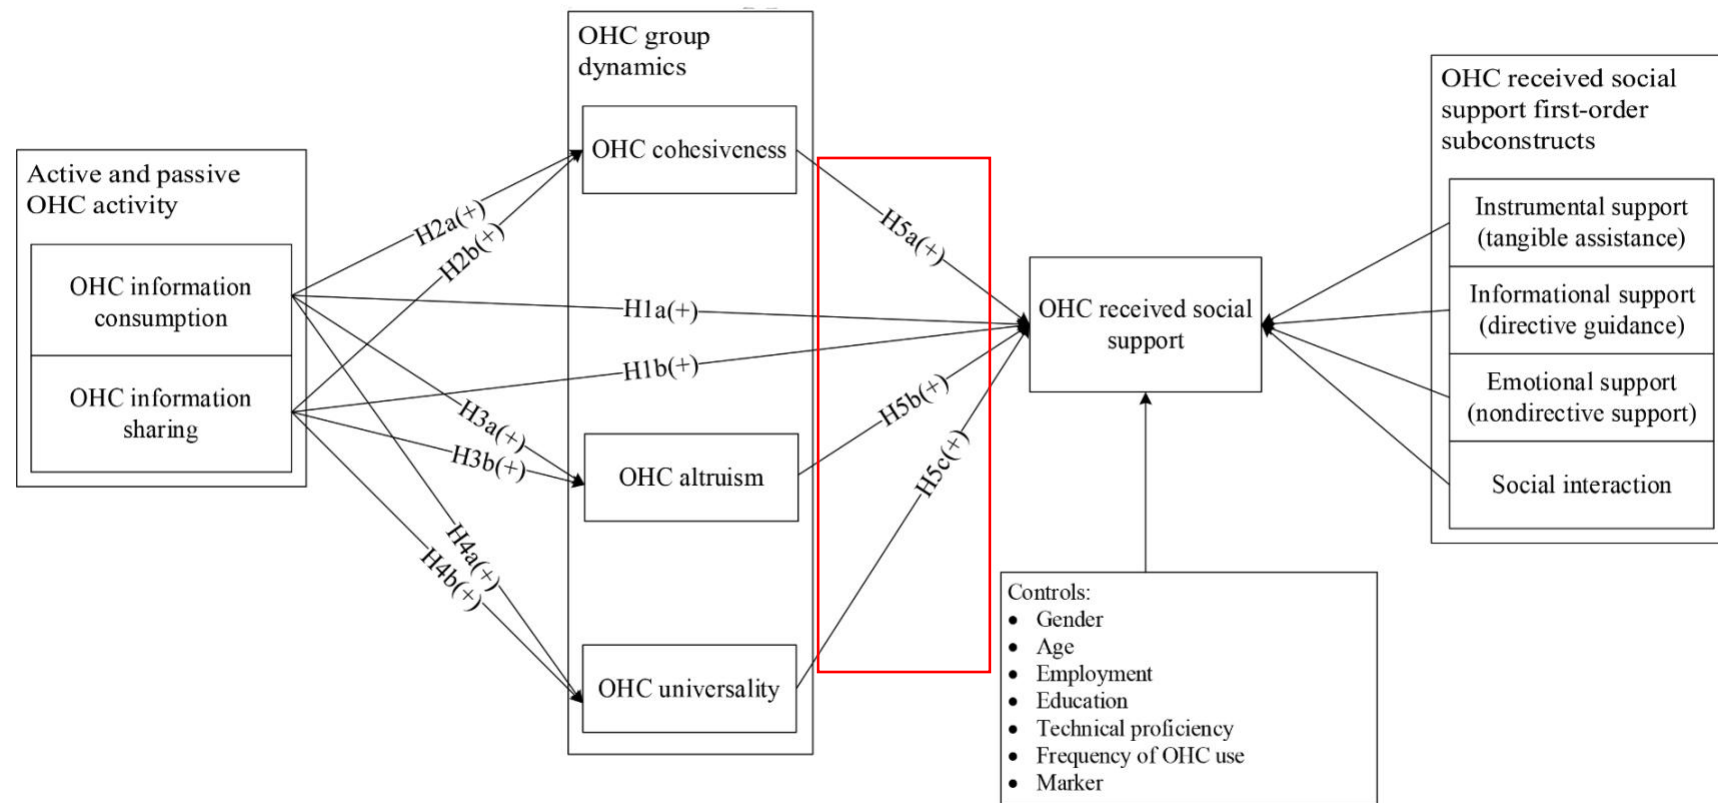 Active and passive
OHC activity
OHC information
consumption
OHC information
sharing
H2a(+)
H2b(+)
H1a(+)
H1b(+)
H3a(+)
H3b(+)
H4a(+)
H4b(+)
OHC group
dynamics
OHC cohesiveness
OHC altruism
OHC universality
H5a(+)
H5b(+)
H5c(+)
OHC received social
support
Controls:
• Gender
• Age
• Employment
• Education
• Technical proficiency
• Frequency of OHC use
• Marker
OHC received social
support first-order
subconstructs
Instrumental support
(tangible assistance)
Informational support
(directive guidance)
Emotional support
(nondirective support)
Social interaction